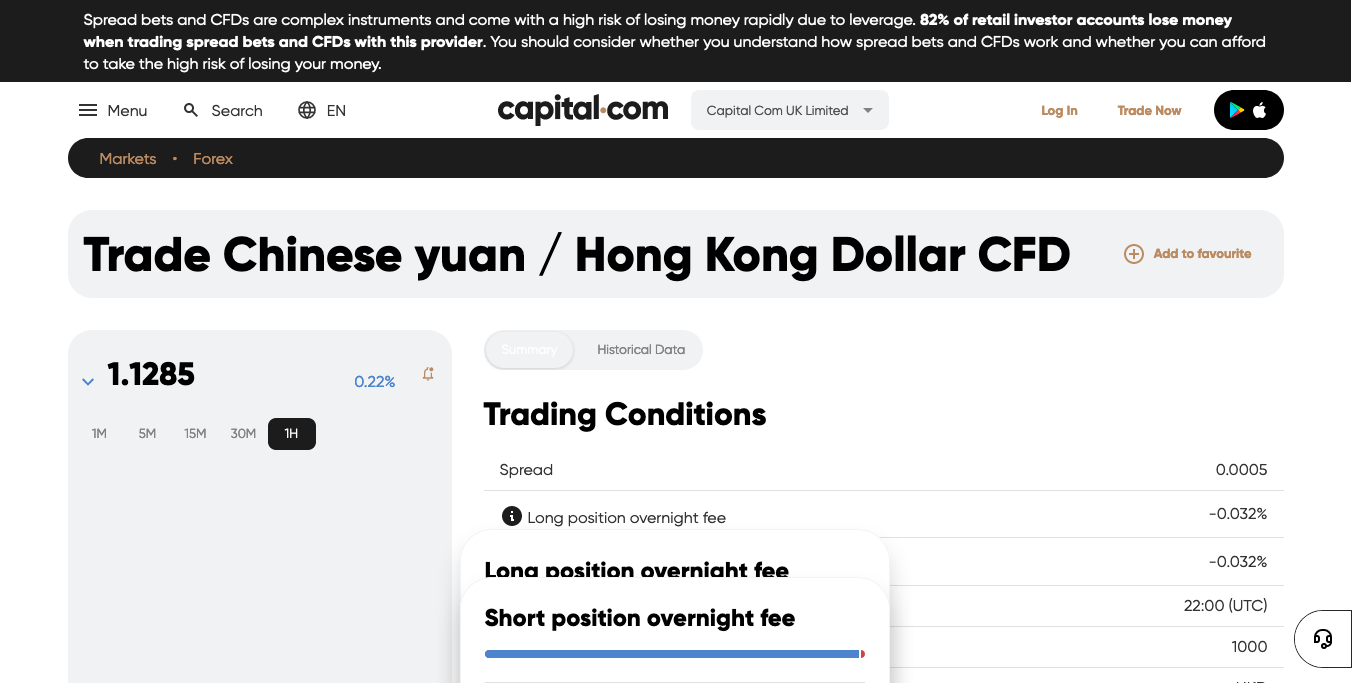 Spread bets and CFDs are complex instruments and come with a high risk of losing money rapidly due to leverage. 82% of retail investor accounts lose money
when trading spread bets and CFDs with this provider. You should consider whether you understand how spread bets and CFDs work and whether you can afford
to take the high risk of losing your money.
Menu Search EN capital.com Capital Com UK Limited Log In Trade Now
Markets • Forex
Trade Chinese yuan / Hong Kong Dollar CFD Add to favourite
1.1285 0.22%
1M 5M 15M 30M 1H
Summary Historical Data
Trading Conditions
Spread 0.0005
Long position overnight fee -0.032%
Long position overnight fee
-0.032%
Short position overnight fee
22:00 (UTC)
1000